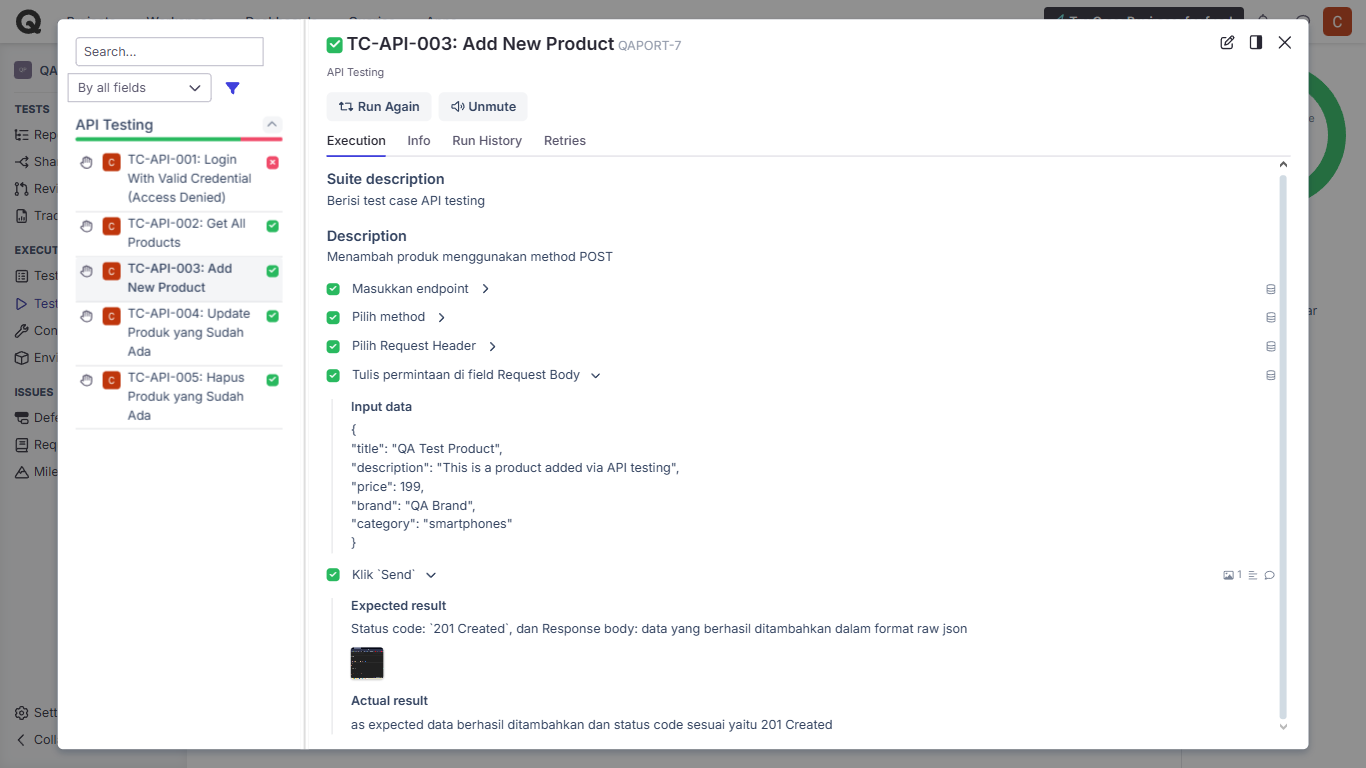 Search...
By all fields
API Testing
TC-API-001: Login
With Valid Credential
(Access Denied)
TC-API-002: Get All
Products
TC-API-003: Add
New Product
TC-API-004: Update
Produk yang Sudah
Ada
TC-API-005: Hapus
Produk yang Sudah
Ada
TC-API-003: Add New Product QAPORT-7
API Testing
Run Again
Unmute
Execution Info Run History Retries
Suite description
Berisi test case API testing
Description
Menambah produk menggunakan method POST
Masukkan endpoint
Pilih method
Pilih Request Header
Tulis permintaan di field Request Body
Input data
{
"title": "QA Test Product",
"description": "This is a product added via API testing",
"price": 199,
"brand": "QA Brand",
"category": "smartphones"
}
Klik `Send` 1
Expected result
Status code: `201 Created`, dan Response body: data yang berhasil ditambahkan dalam format raw json
Actual result
as expected data berhasil ditambahkan dan status code sesuai yaitu 201 Created
QA
TESTS
ISSUES
C